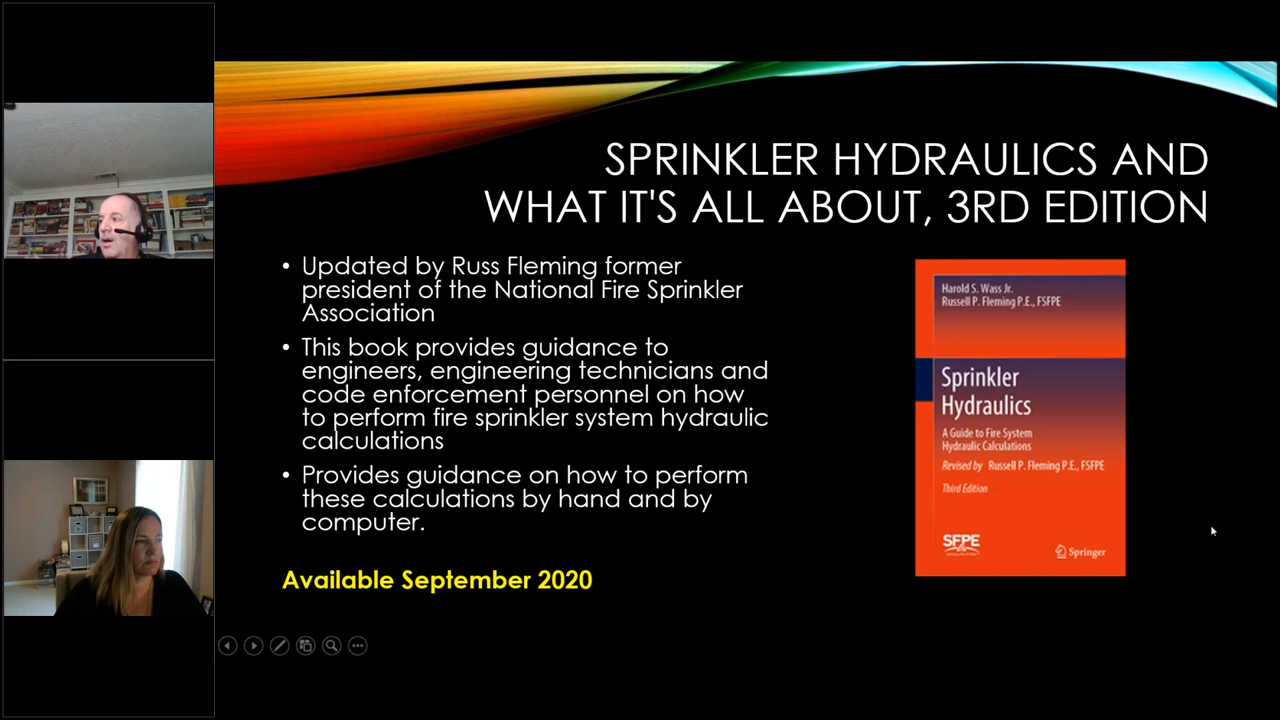 SPRINKLER HYDRAULICS AND
WHAT IT'S ALL ABOUT, 3RD EDITION
• Updated by Russ Fleming former
president of the National Fire Sprinkler
Association
• This book provides guidance to
engineers, engineering technicians and
code enforcement personnel on how
to perform fire sprinkler system hydraulic
calculations
• Provides guidance on how to perform
these calculations by hand and by
computer.
Available September 2020
Harold S. Wass Jr.
Russell P. Fleming P.E., FSFPE
Sprinkler
Hydraulics
A Guide to Fire System
Hydraulic Calculations
Revised by Russell P. Fleming P.E., FSFPE
Third Edition
SFPE
Springer